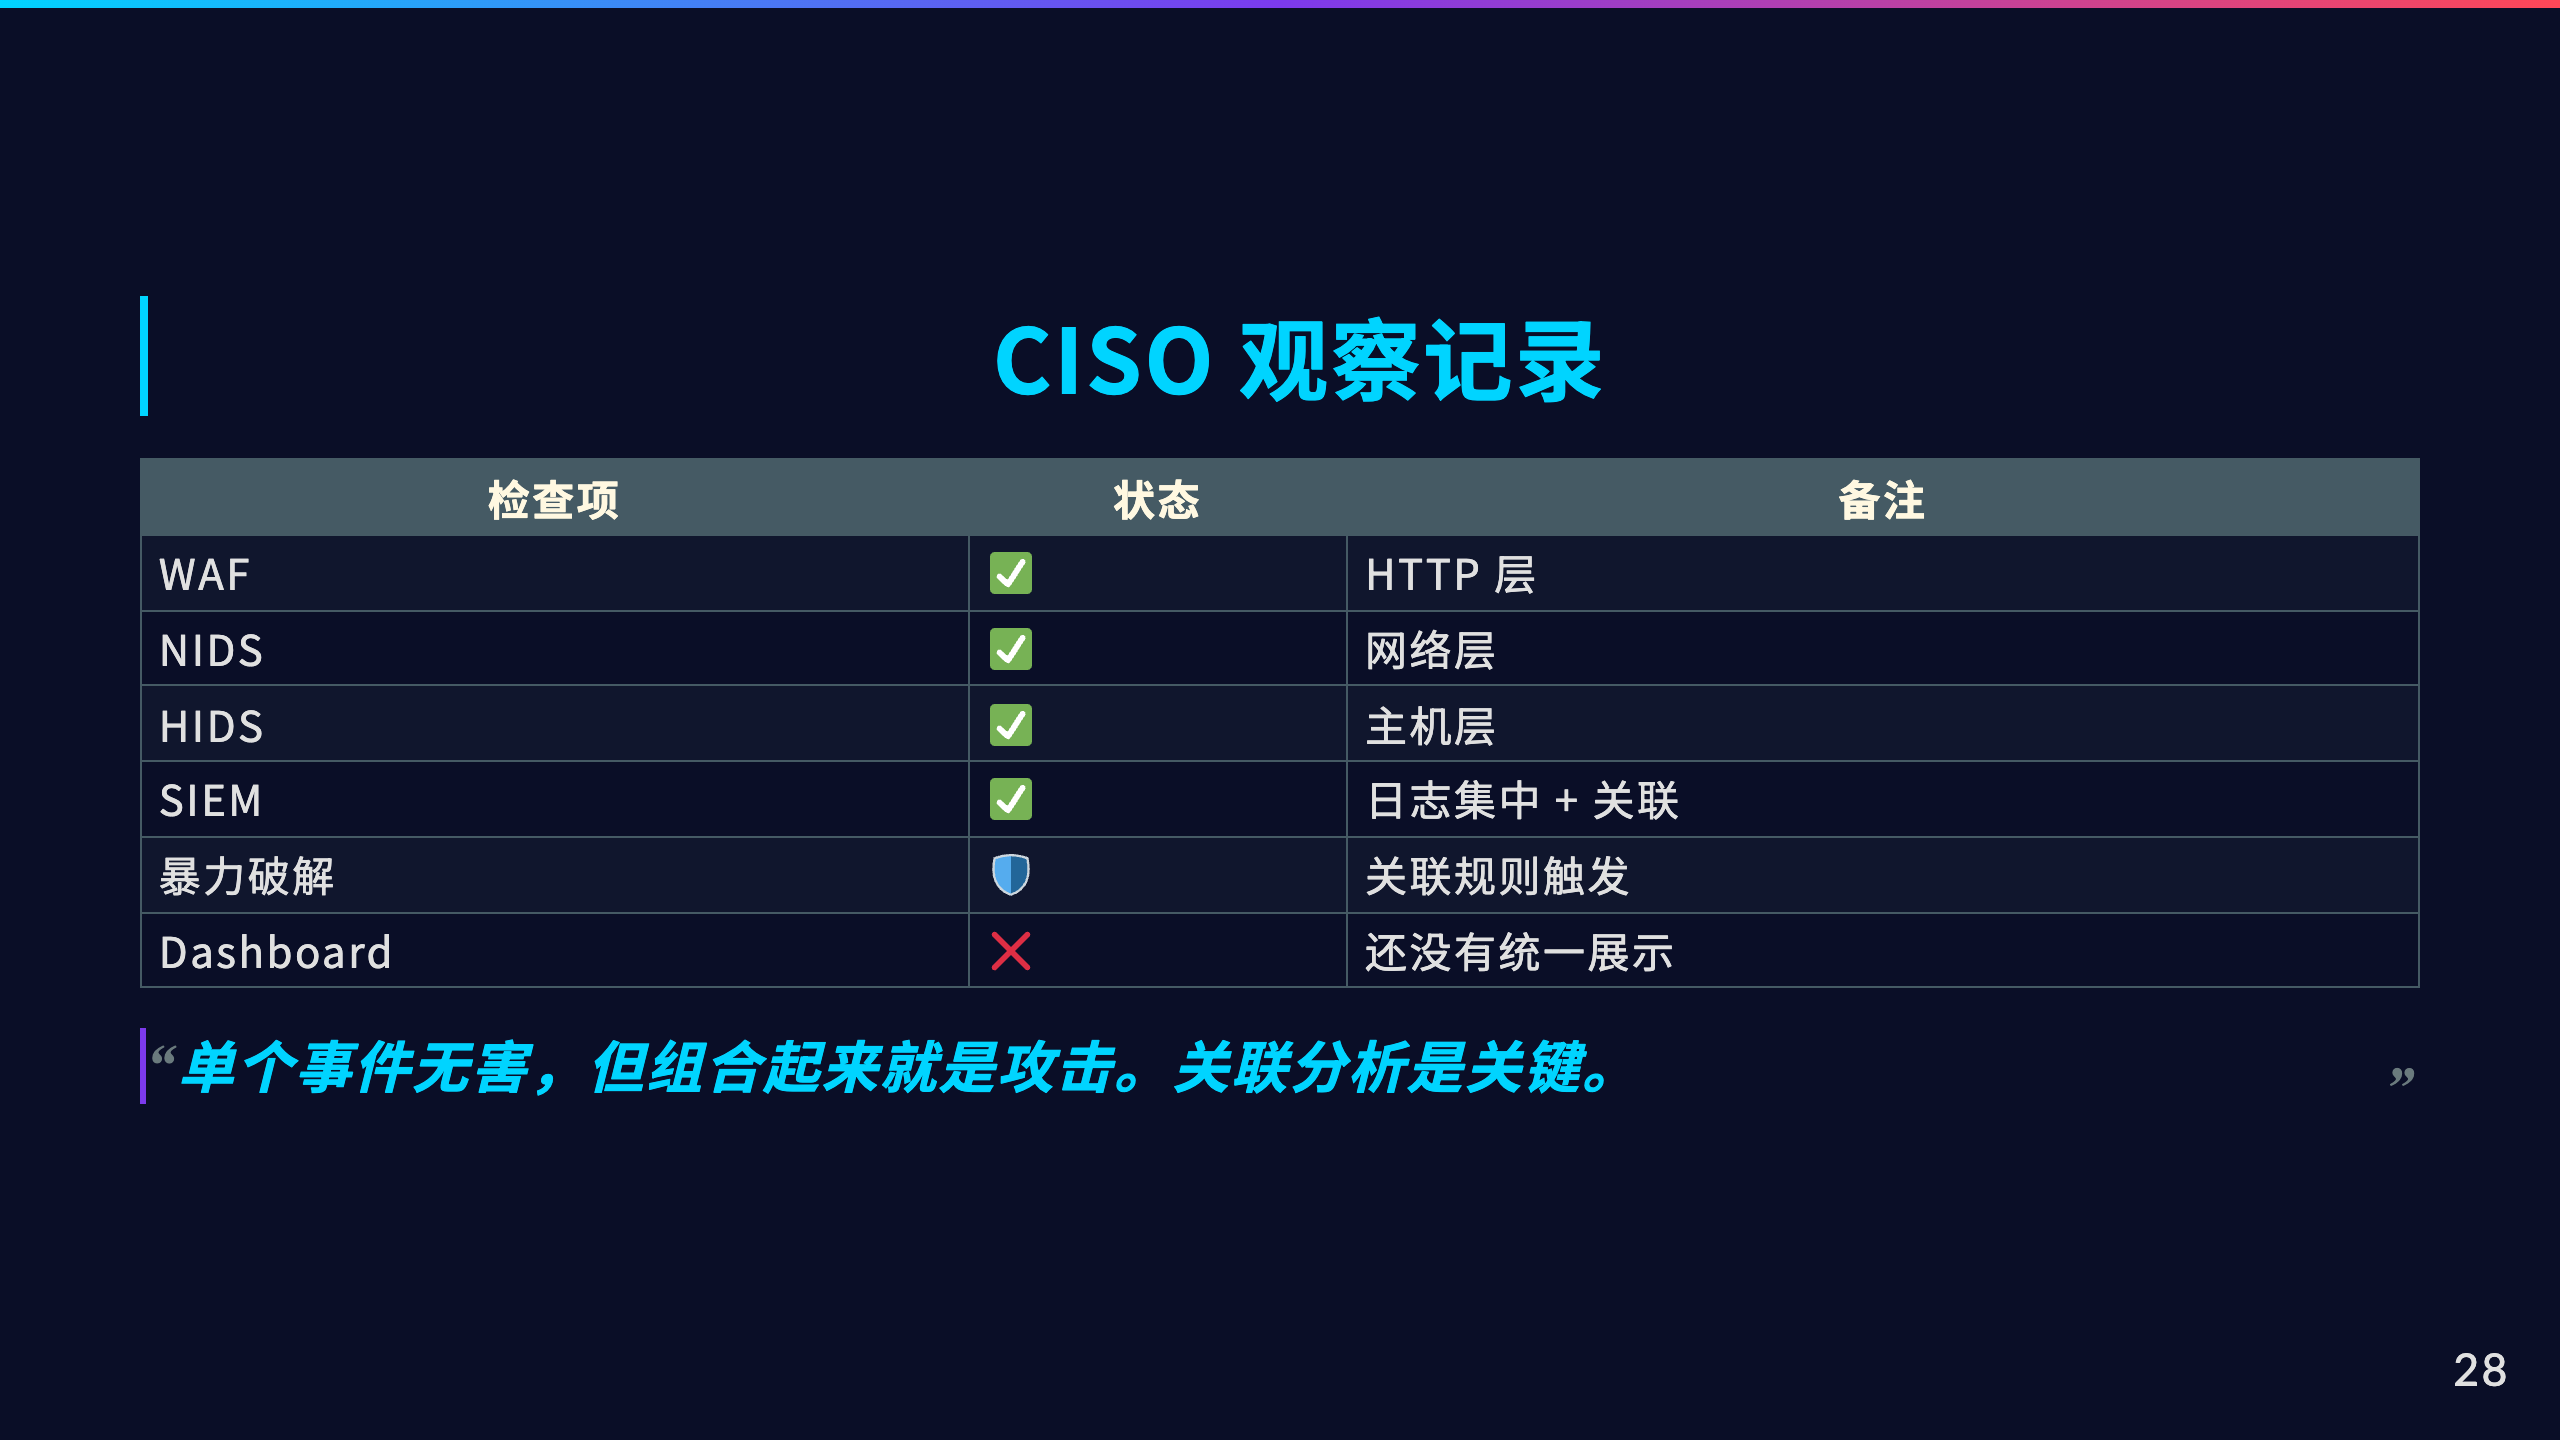 CISO 观察记录
检查项 状态 备注
WAF ✅ HTTP 层
NIDS ✅ 网络层
HIDS ✅ 主机层
SIEM ✅ 日志集中 + 关联
暴力破解 🛡️ 关联规则触发
Dashboard ❌ 还没有统一展示
“单个事件无害，但组合起来就是攻击。关联分析是关键。”
28